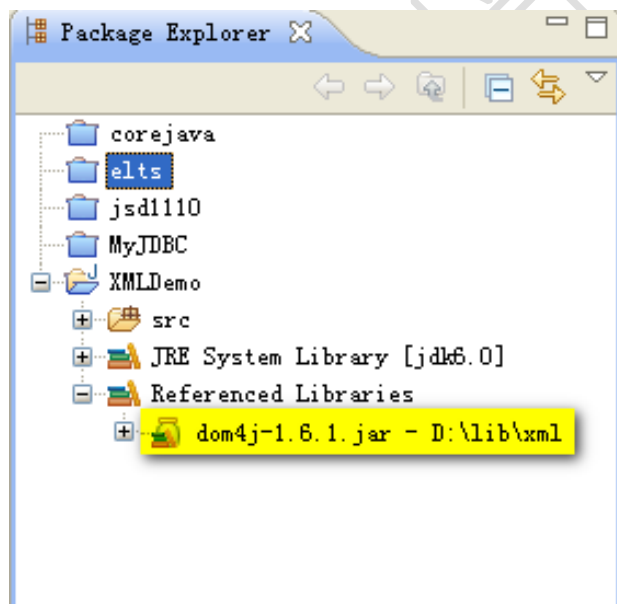 Package Explorer
corejava
elts
jsd1110
MyJDBC
XMLDemo
src
JRE System Library [jdk6.0]
Referenced Libraries
dom4j-1.6.1.jar - D:\lib\xml